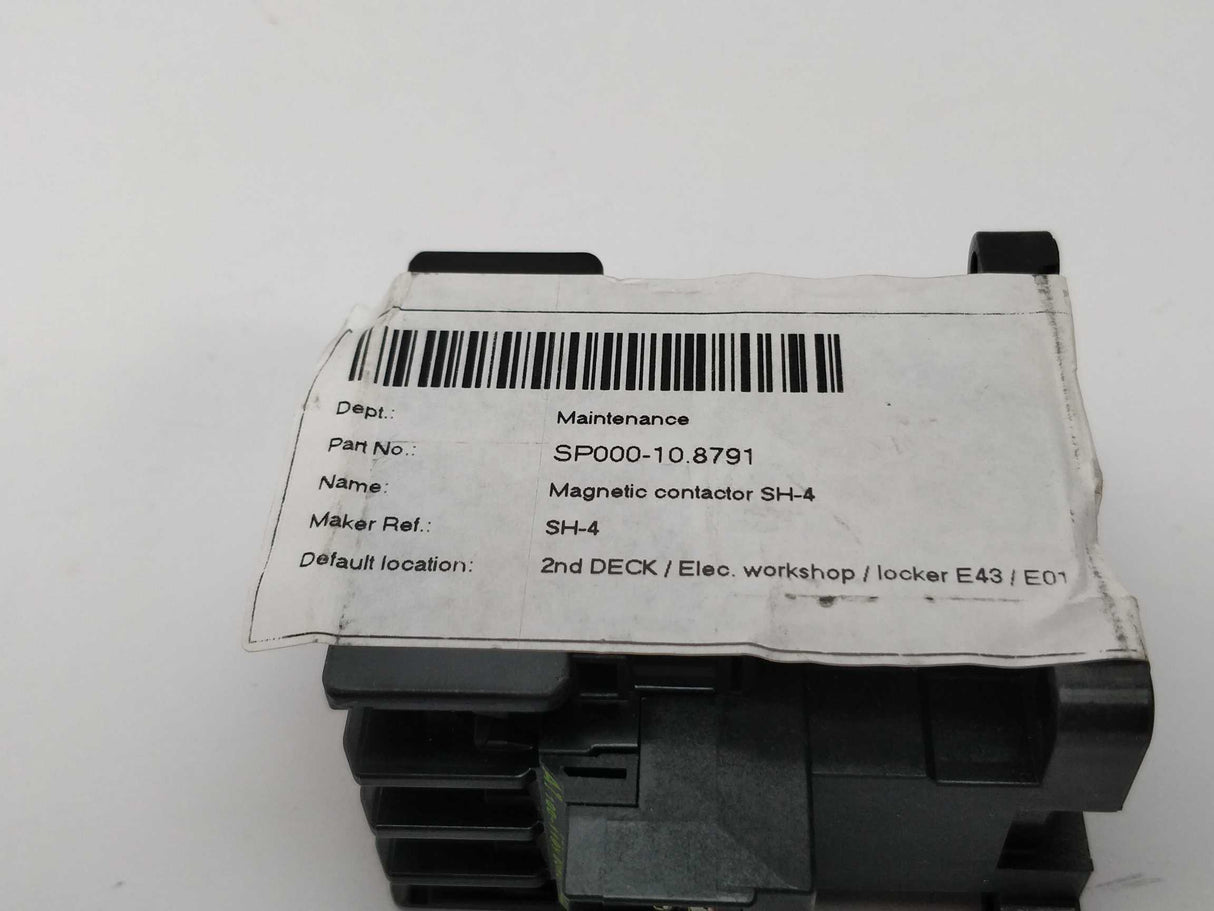 Dept.: Maintenance
Part No.: SP000-10.8791
Name: Magnetic contactor SH-4
Maker Ref.: SH-4
Default location: 2nd DECK / Elec. workshop / locker E43 / E01